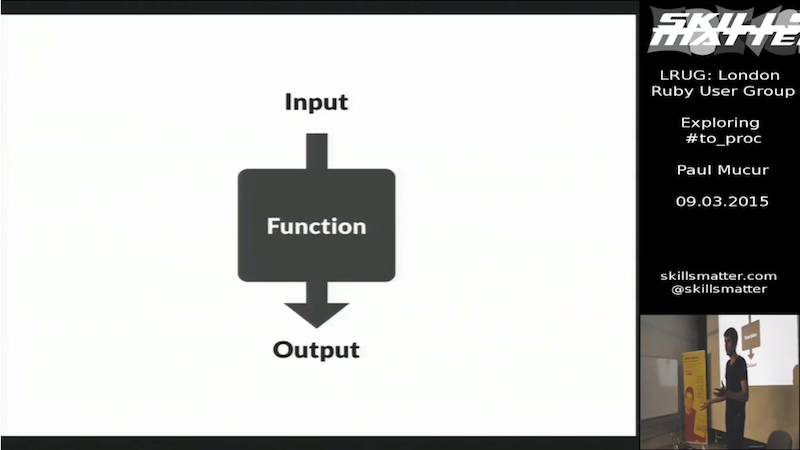 Input
Function
Output
SKILLS
MATTER
LRUG: London
Ruby User Group
Exploring
#to_proc
Paul Mucur
09.03.2015
skillsmatter.com
@skillsmatter